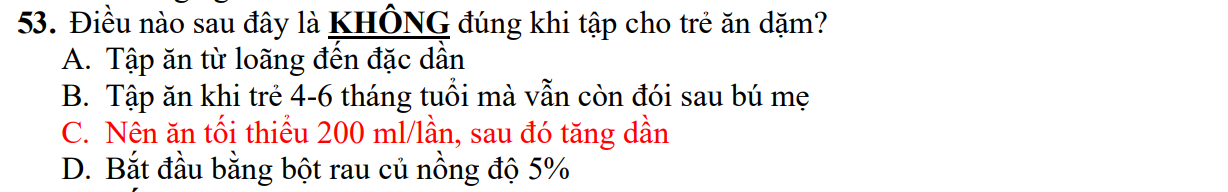 53. Điều nào sau đây là KHÔNG đúng khi tập cho trẻ ăn dặm?
A. Tập ăn từ loãng đến đặc dần
B. Tập ăn khi trẻ 4-6 tháng tuổi mà vẫn còn đói sau bú mẹ
C. Nên ăn tối thiểu 200 ml/lần, sau đó tăng dần
D. Bắt đầu bằng bột rau củ nồng độ 5%